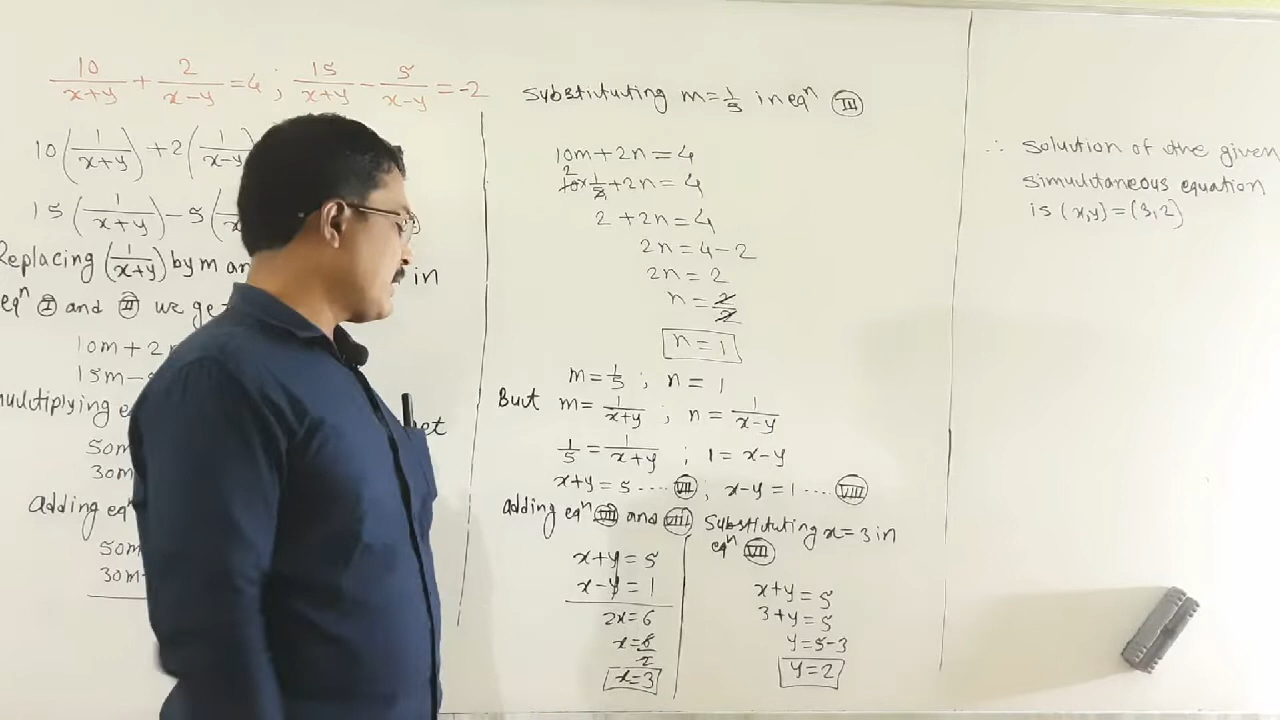 10/(x+y) + 2/(x-y) = 4 ; 15/(x+y) - 5/(x-y) = -2
10(1/(x+y)) + 2(1/(x-y)
15(1/(x+y)) - 5(
Replacing (1/(x+y)) by m an in
eqⁿ Ⅰ and Ⅱ we ge
10m + 2
15m -
multiplying e et
50m
30m
Adding eqⁿ
50m
30m
Substituting m = 1/5 in eqⁿ Ⅲ
10m + 2n = 4
10 × 1/5 + 2n = 4
2
2 + 2n = 4
2n = 4 - 2
2n = 2
n = 2/2
n = 1
m = 1/5 ; n = 1
But m = 1/(x+y) ; n = 1/(x-y)
1/5 = 1/(x+y) ; 1 = x-y
x+y = 5 .... Ⅶ ; x-y = 1 .... Ⅷ
Adding eqⁿ Ⅶ and Ⅷ
x+y = 5
x-y = 1
2x = 6
x = 6/2
x = 3
Substituting x = 3 in
eqⁿ Ⅶ
x+y = 5
3+y = 5
y = 5-3
y = 2
∴ Solution of the given
simultaneous equation
is (x,y) = (3,2)